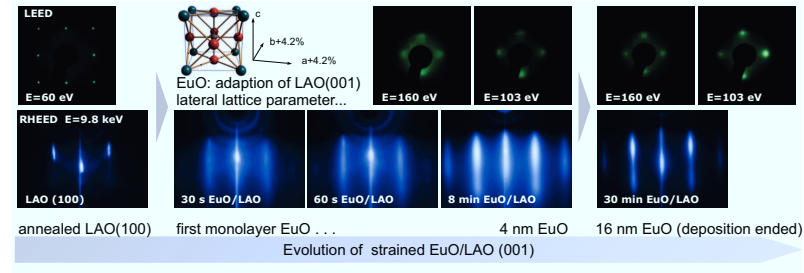 LEED
E=60 eV
c
b+4.2%
a+4.2%
EuO: adaption of LAO(001)
lateral lattice parameter...
E=160 eV
E=103 eV
E=160 eV
E=103 eV
RHEED E=9.8 keV
LAO (100)
30 s EuO/LAO
60 s EuO/LAO
8 min EuO/LAO
30 min EuO/LAO
annealed LAO(100)
first monolayer EuO . . .
4 nm EuO
16 nm EuO (deposition ended)
Evolution of strained EuO/LAO (001)